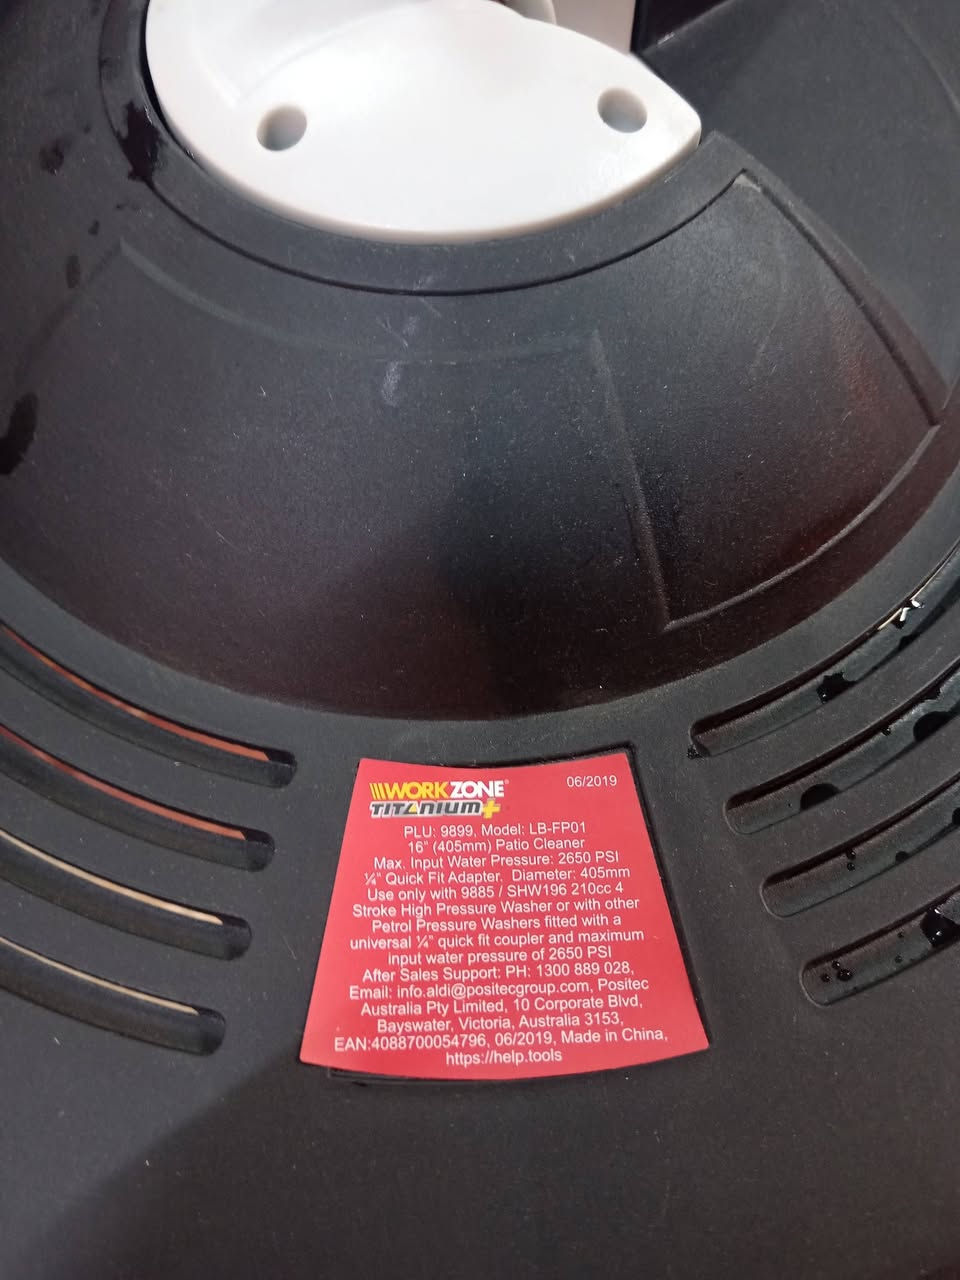 WORKZONE®
TITANIUM+
06/2019
PLU: 9899, Model: LB-FP01
16" (405mm) Patio Cleaner
Max. Input Water Pressure: 2650 PSI
¼" Quick Fit Adapter. Diameter: 405mm
Use only with 9885 / SHW196 210cc 4
Stroke High Pressure Washer or with other
Petrol Pressure Washers fitted with a
universal ¼" quick fit coupler and maximum
input water pressure of 2650 PSI
After Sales Support: PH: 1300 889 028,
Email: info.aldi@positecgroup.com, Positec
Australia Pty Limited, 10 Corporate Blvd,
Bayswater, Victoria, Australia 3153,
EAN:4088700054796, 06/2019, Made in China,
https://help.tools